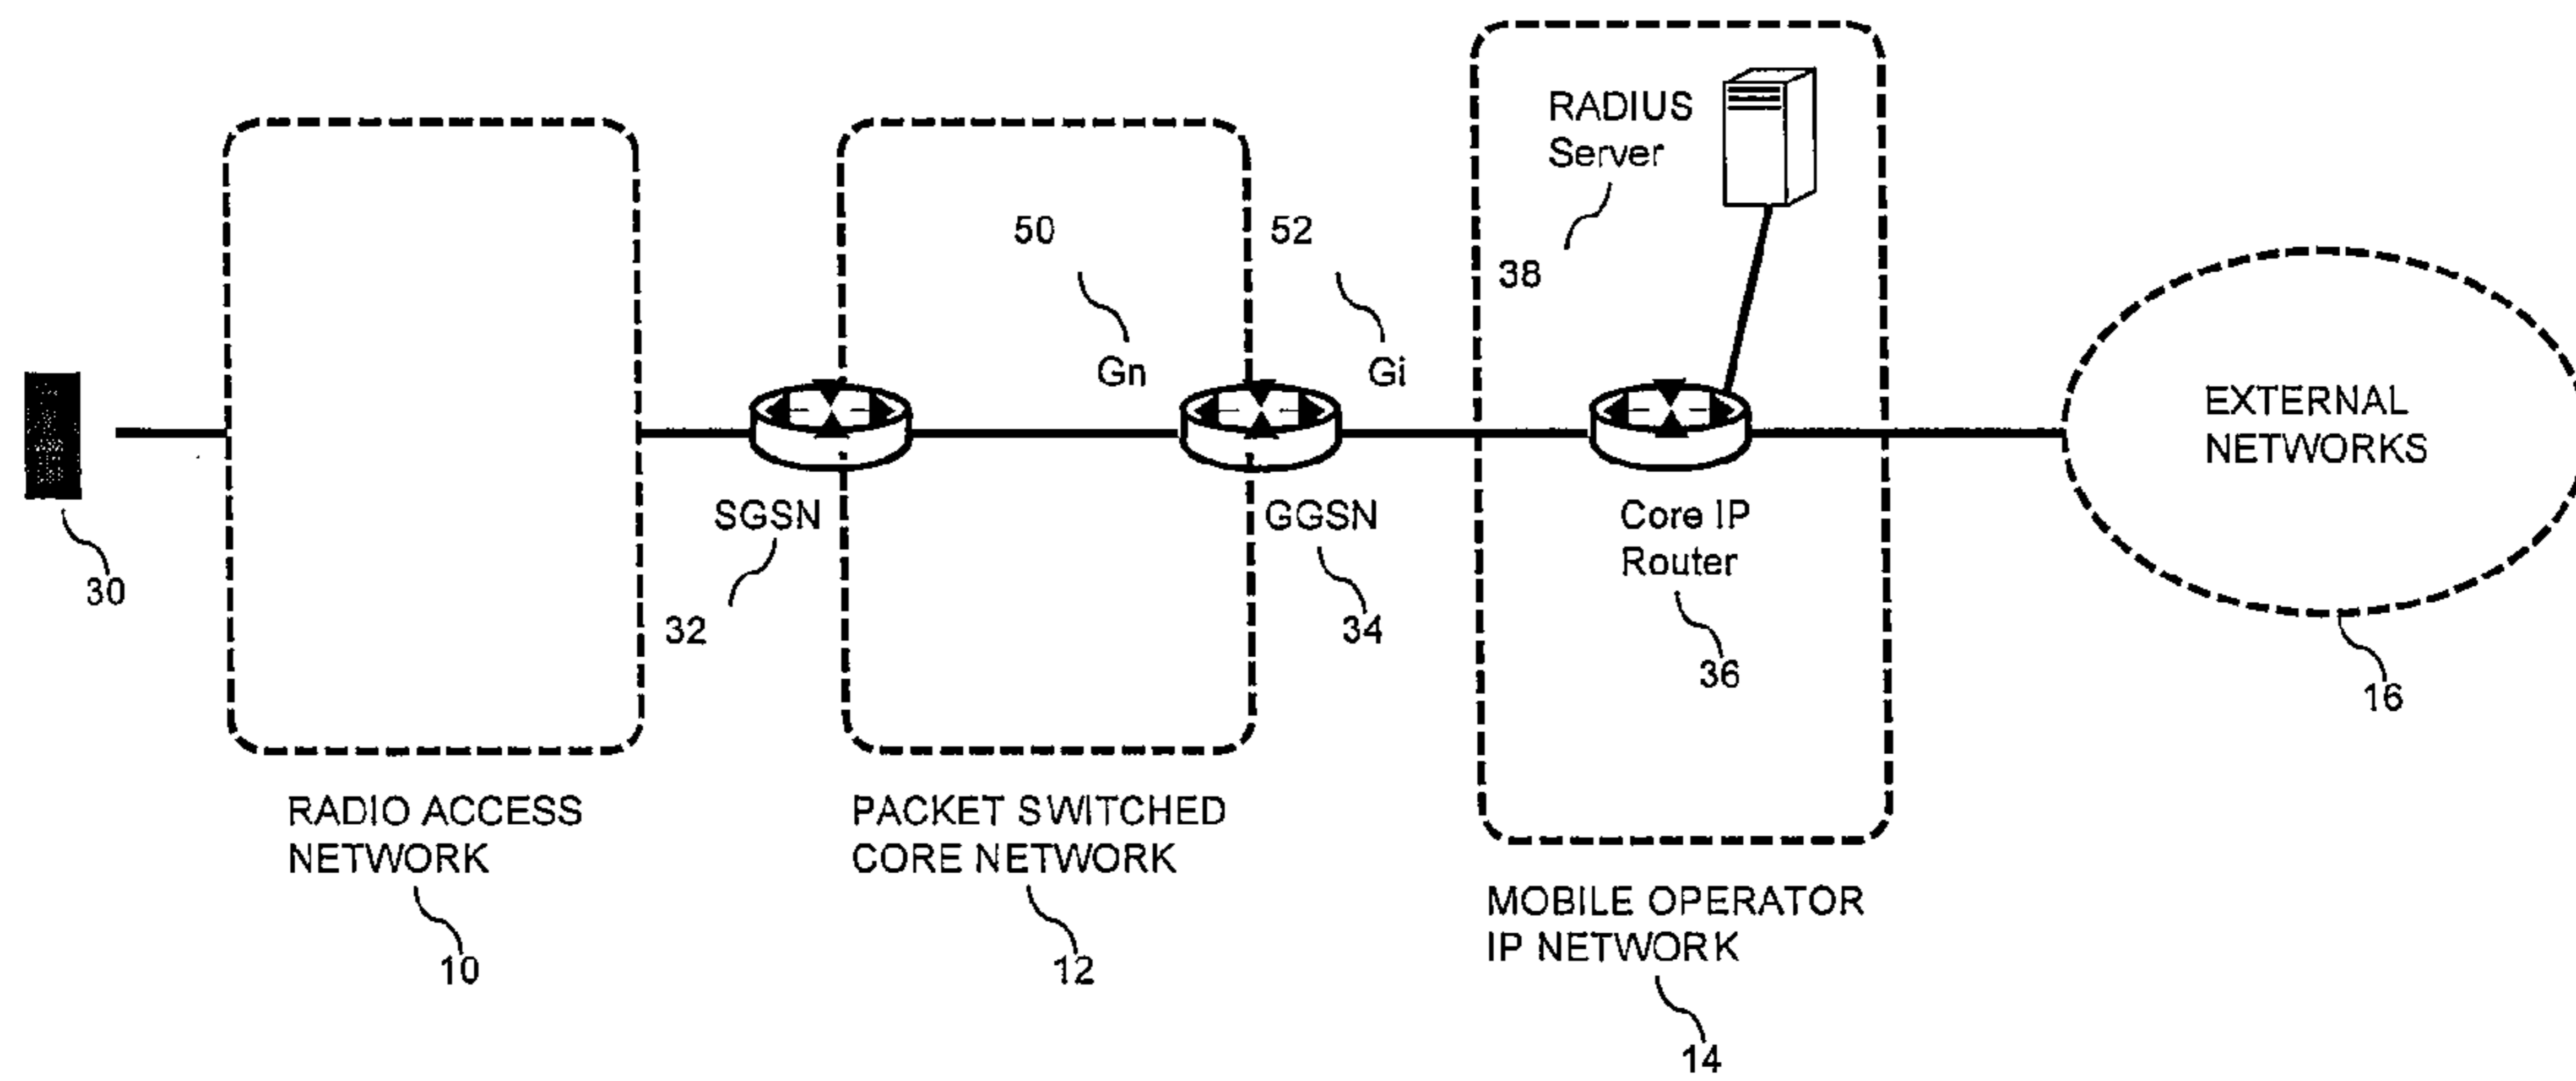 RADIUS
Server
38
50
52
Gn
Gi
EXTERNAL
NETWORKS
16
30
SGSN
32
GGSN
34
Core IP
Router
36
RADIO ACCESS
NETWORK
10
PACKET SWITCHED
CORE NETWORK
12
MOBILE OPERATOR
IP NETWORK
14